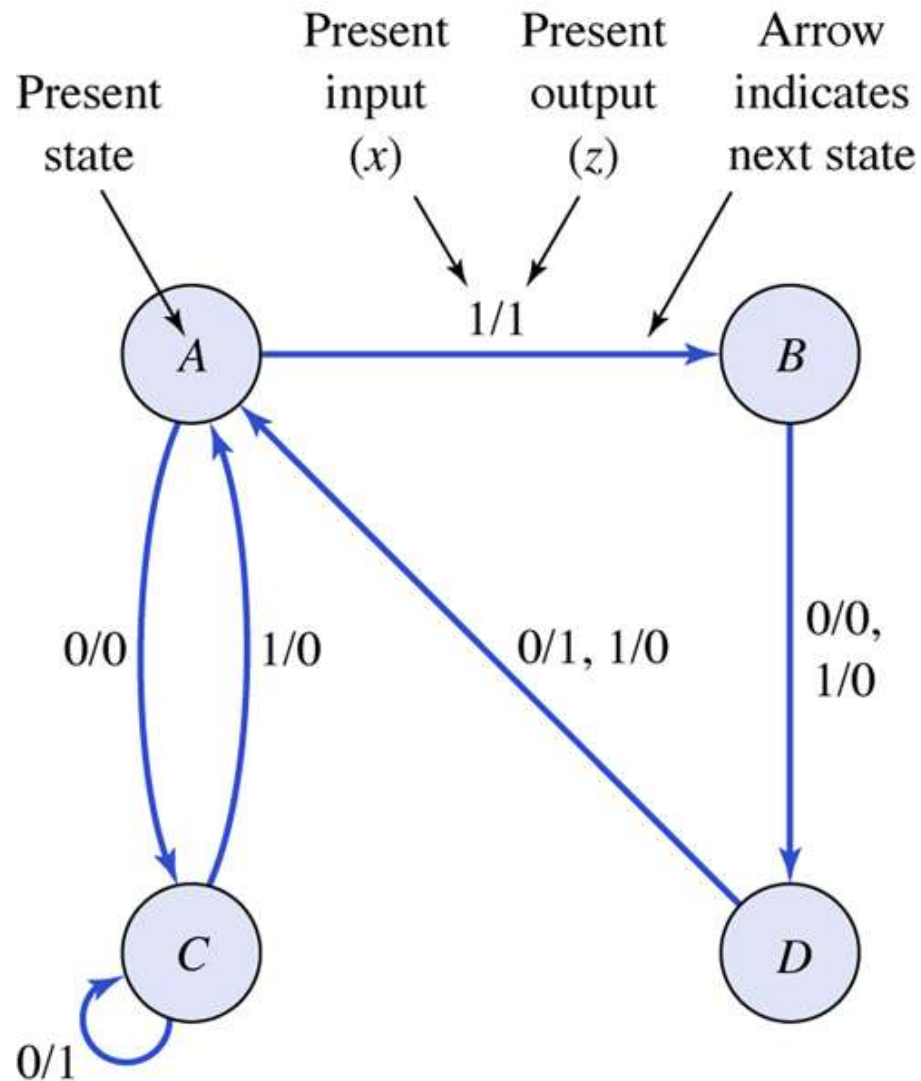 Present
state
Present
input
(x)
Present
output
(z)
Arrow
indicates
next state
1/1
A
B
0/0
1/0
0/1, 1/0
0/0,
1/0
C
D
0/1